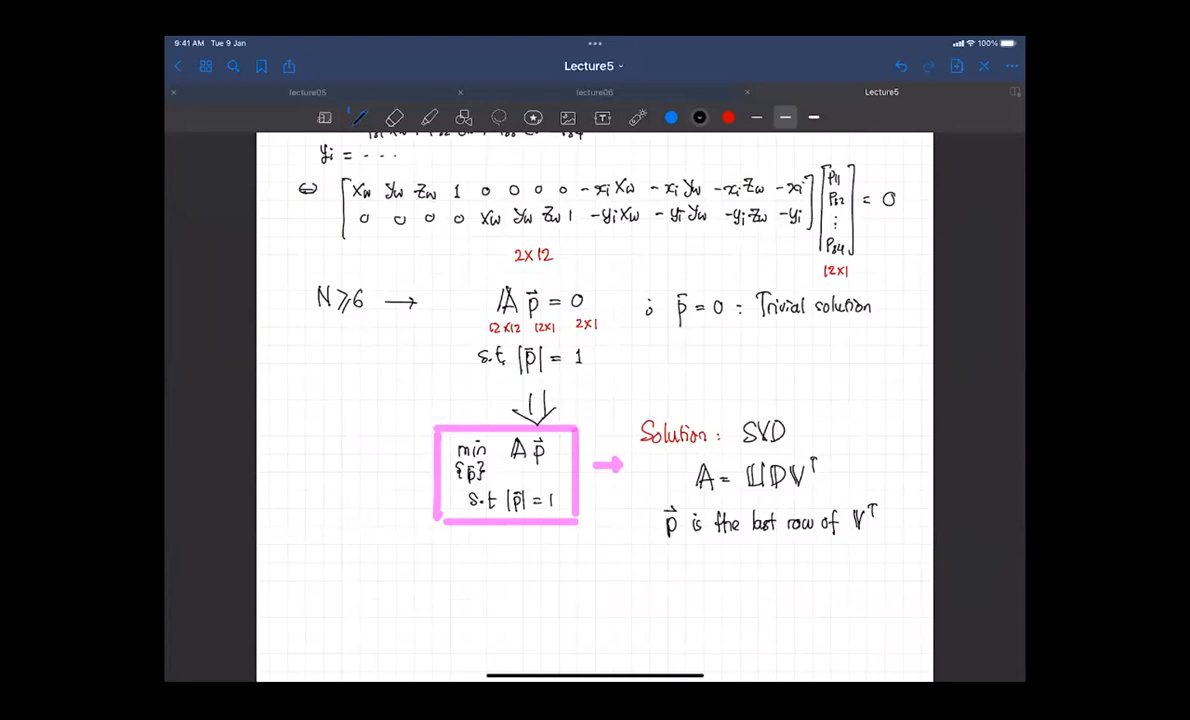 9:41 AM Tue 9 Jan
100%
Lecture5
lecture05
lecture06
Lecture5
yi = ...
⇔ [ Xw Yw Zw 1 0 0 0 0 -xiXw -xiYw -xiZw -xi ] [ P11
0 0 0 0 Xw Yw Zw 1 -yiXw -yiYw -yiZw -yi ] P32 = 0
⋮
P34 ]
2x12
12x1
N ≥ 6 → A p⃗ = 0 ; p̄ = 0 : Trivial solution
12x12 12x1 2x1
s.t. |p̄| = 1
⇓
min A p⃗
{p̄}
s.t |p̄| = 1
Solution : SVD
A = U D V^T
p⃗ is the last row of V^T